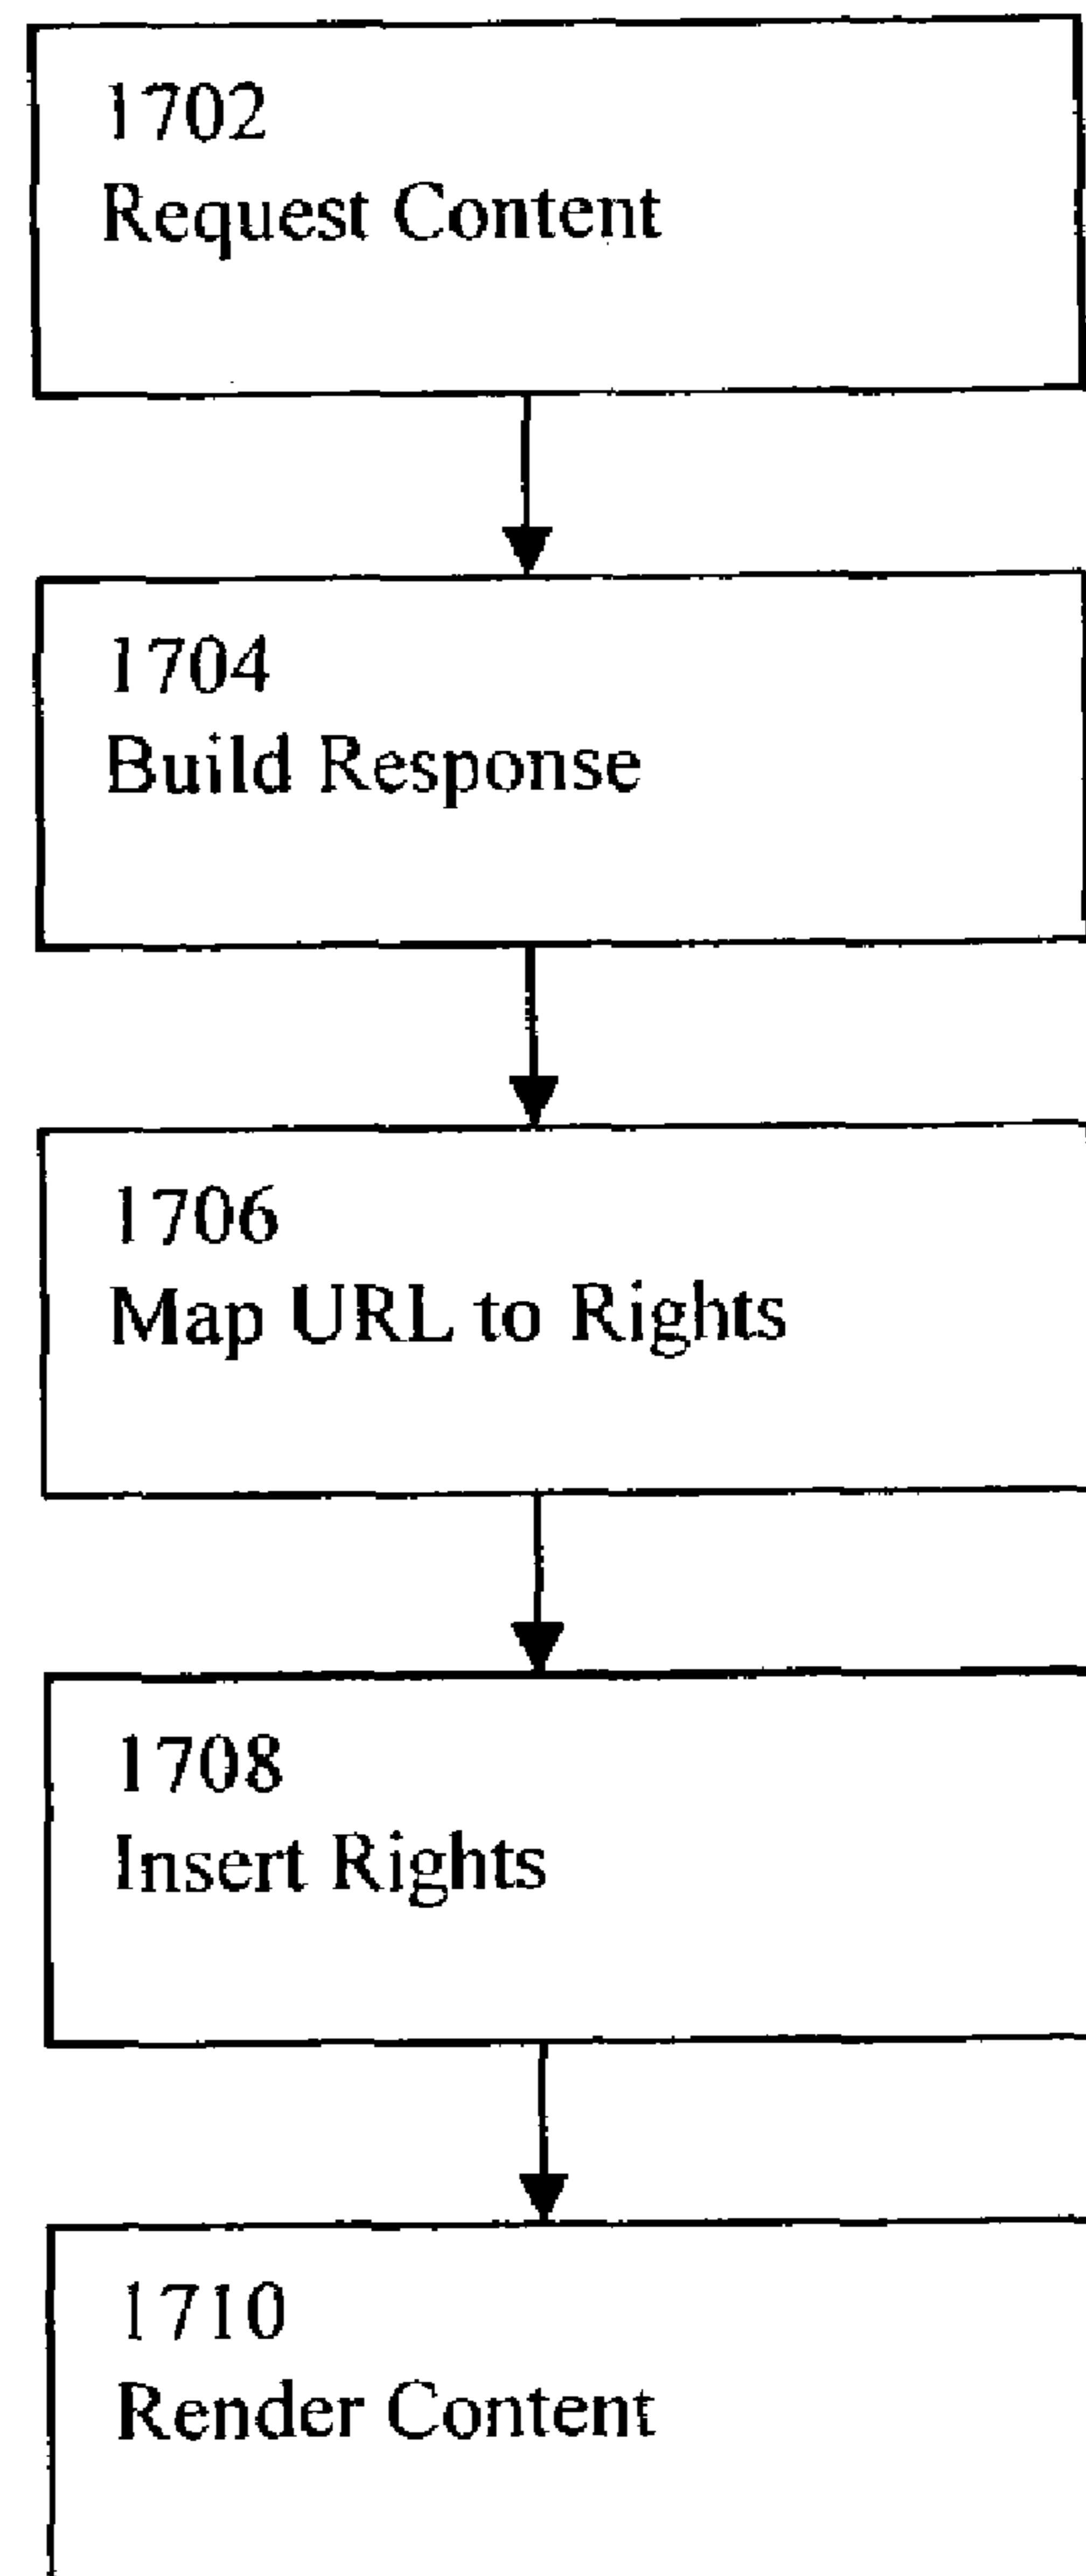 1702
Request Content
1704
Build Response
1706
Map URL to Rights
1708
Insert Rights
1710
Render Content